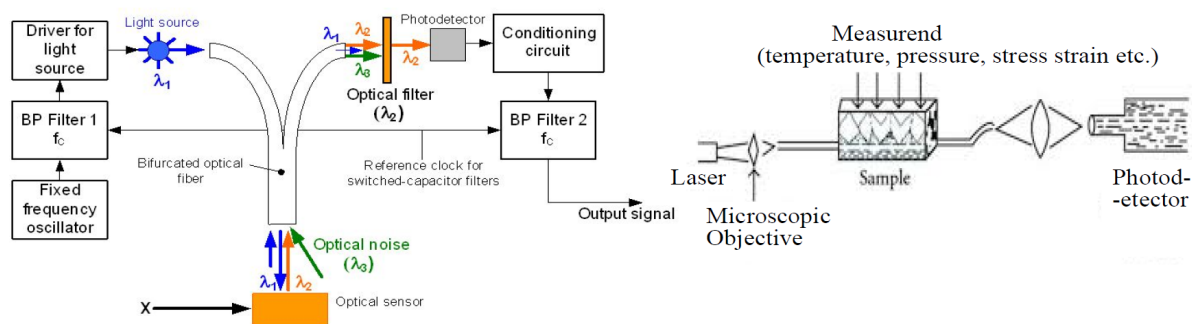 Driver for
light
source
Light source
λ1
BP Filter 1
fC
Fixed
frequency
oscillator
Bifurcated optical
fiber
λ1
λ2
λ3
λ2
Optical filter
(λ2)
Photodetector
Conditioning
circuit
BP Filter 2
fC
Reference clock for
switched-capacitor filters
Output signal
Optical noise
(λ3)
λ1
λ2
X
Optical sensor
Measurend
(temperature, pressure, stress strain etc.)
Laser
Microscopic
Objective
Sample
Photod-
-etector